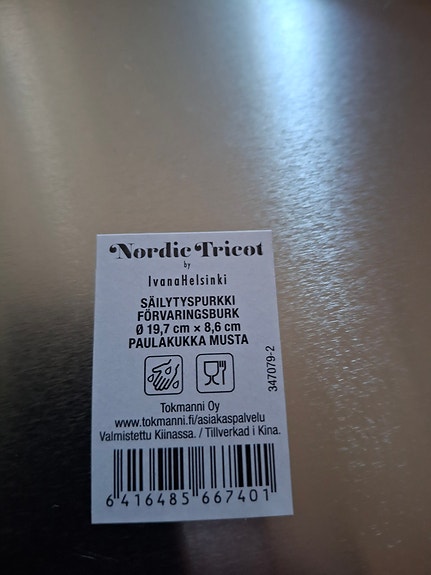 Nordic Tricot
by
IvanaHelsinki
SÄILYTYSPURKKI
FÖRVARINGSBURK
Ø 19,7 cm × 8,6 cm
PAULAKUKKA MUSTA
347079-2
Tokmanni Oy
www.tokmanni.fi/asiakaspalvelu
Valmistettu Kiinassa. / Tillverkad i Kina.
6 416485 667401